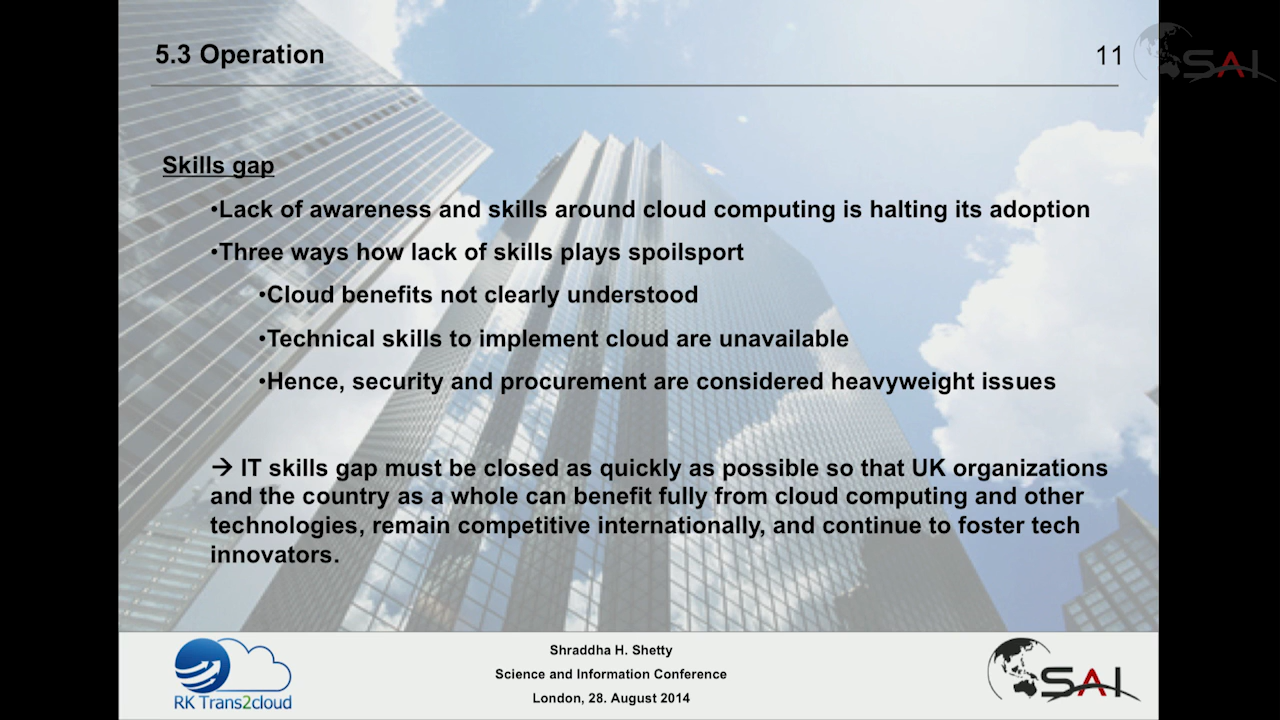 5.3 Operation
11
SAI
Skills gap
•Lack of awareness and skills around cloud computing is halting its adoption
•Three ways how lack of skills plays spoilsport
•Cloud benefits not clearly understood
•Technical skills to implement cloud are unavailable
•Hence, security and procurement are considered heavyweight issues
→ IT skills gap must be closed as quickly as possible so that UK organizations
and the country as a whole can benefit fully from cloud computing and other
technologies, remain competitive internationally, and continue to foster tech
innovators.
RK Trans2cloud
Shraddha H. Shetty
Science and Information Conference
London, 28. August 2014
SAI